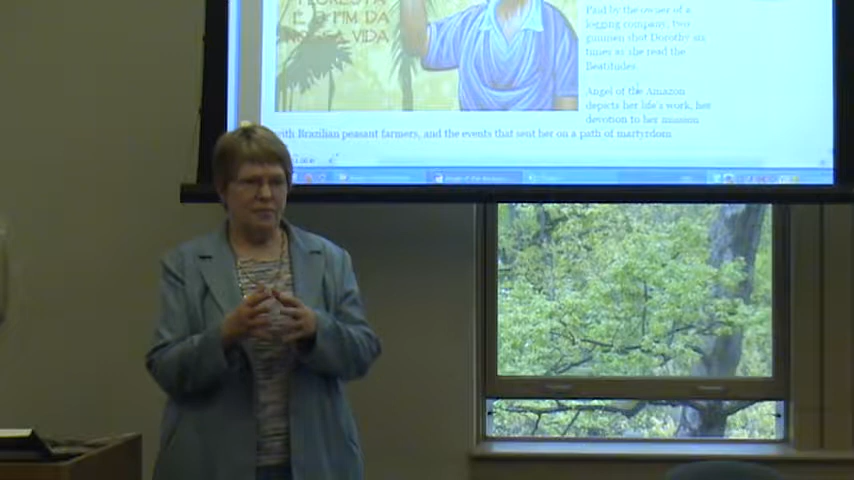 FLORESTA
É O FIM DA
NOSSA VIDA
Paid by the owner of a
logging company, two
gunmen shot Dorothy six
times as she read the
Beatitudes.
Angel of the Amazon
depicts her life's work, her
devotion to her mission
with Brazilian peasant farmers, and the events that sent her on a path of martyrdom